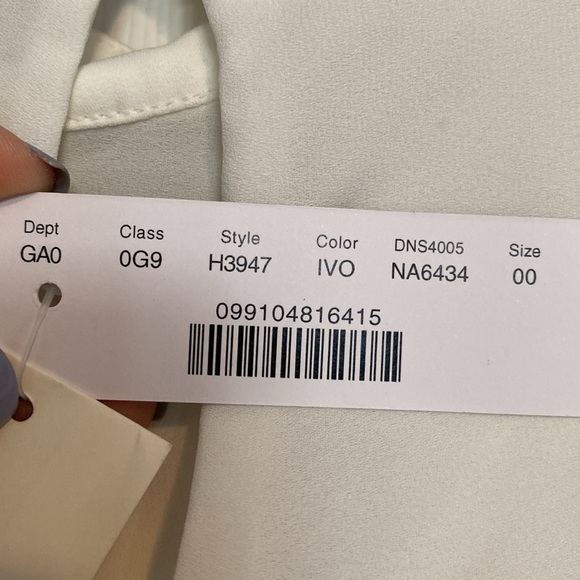 Dept Class Style Color DNS4005 Size
GA0 0G9 H3947 IVO NA6434 00
099104816415